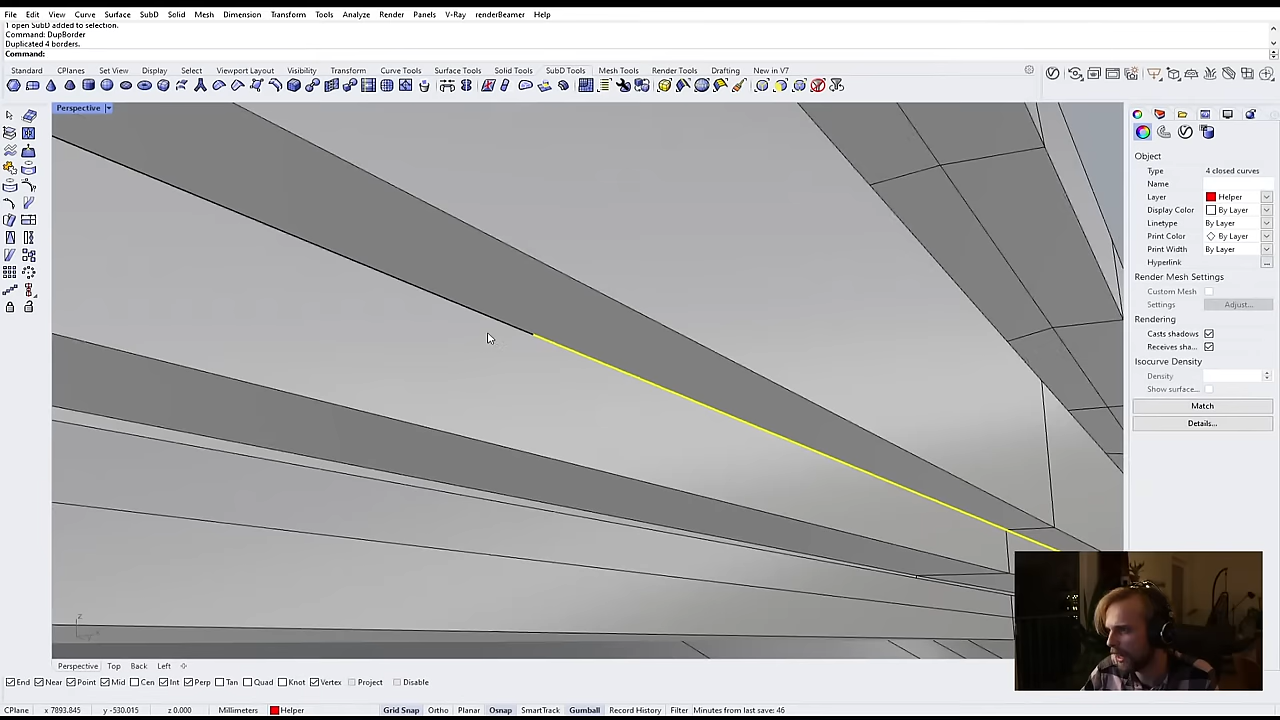 File Edit View Curve Surface SubD Solid Mesh Dimension Transform Tools Analyze Render Panels V-Ray renderBeamer Help
1 open SubD added to selection.
Command: DupBorder
Duplicated 4 borders.
Command:
Standard CPlanes Set View Display Select Viewport Layout Visibility Transform Curve Tools Surface Tools Solid Tools SubD Tools Mesh Tools Render Tools Drafting New in V7
Perspective
Object
Type 4 closed curves
Name
Layer Helper
Display Color By Layer
Linetype By Layer
Print Color By Layer
Print Width By Layer
Hyperlink ...
Render Mesh Settings
Custom Mesh
Settings Adjust...
Rendering
Casts shadows
Receives sha...
Isocurve Density
Density
Show surface...
Match
Details...
z
Perspective Top Back Left
End Near Point Mid Cen Int Perp Tan Quad Knot Vertex Project Disable
CPlane x 7893.845 y -530.015 z 0.000 Millimeters Helper Grid Snap Ortho Planar Osnap SmartTrack Gumball Record History Filter Minutes from last save: 46